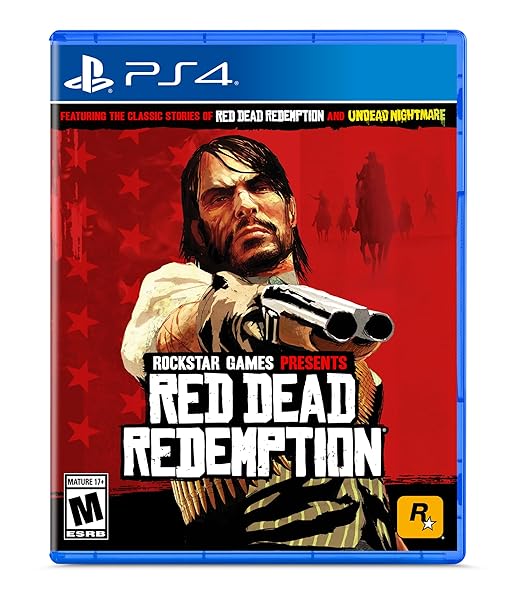 PS4
FEATURING THE CLASSIC STORIES OF RED DEAD REDEMPTION AND UNDEAD NIGHTMARE
ROCKSTAR GAMES PRESENTS
RED DEAD
REDEMPTION
MATURE 17+
M
ESRB
R